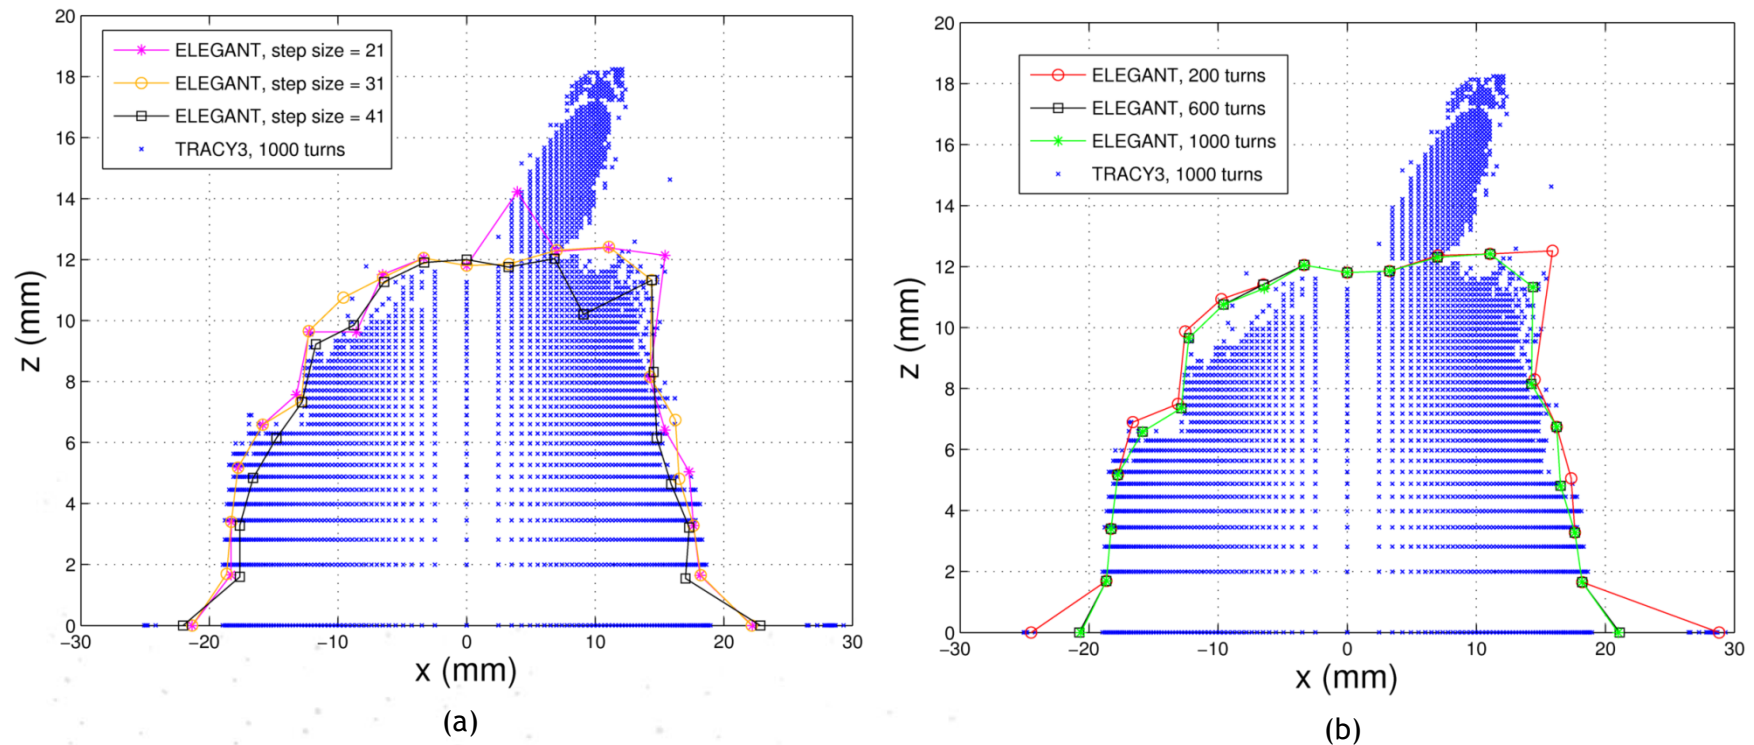 20
18
16
14
12
10
8
6
4
2
0
z (mm)
ELEGANT, step size = 21
ELEGANT, step size = 31
ELEGANT, step size = 41
TRACY3, 1000 turns
−30 −20 −10 0 10 20 30
x (mm)
(a)
20
18
16
14
12
10
8
6
4
2
0
z (mm)
ELEGANT, 200 turns
ELEGANT, 600 turns
ELEGANT, 1000 turns
TRACY3, 1000 turns
−30 −20 −10 0 10 20 30
x (mm)
(b)